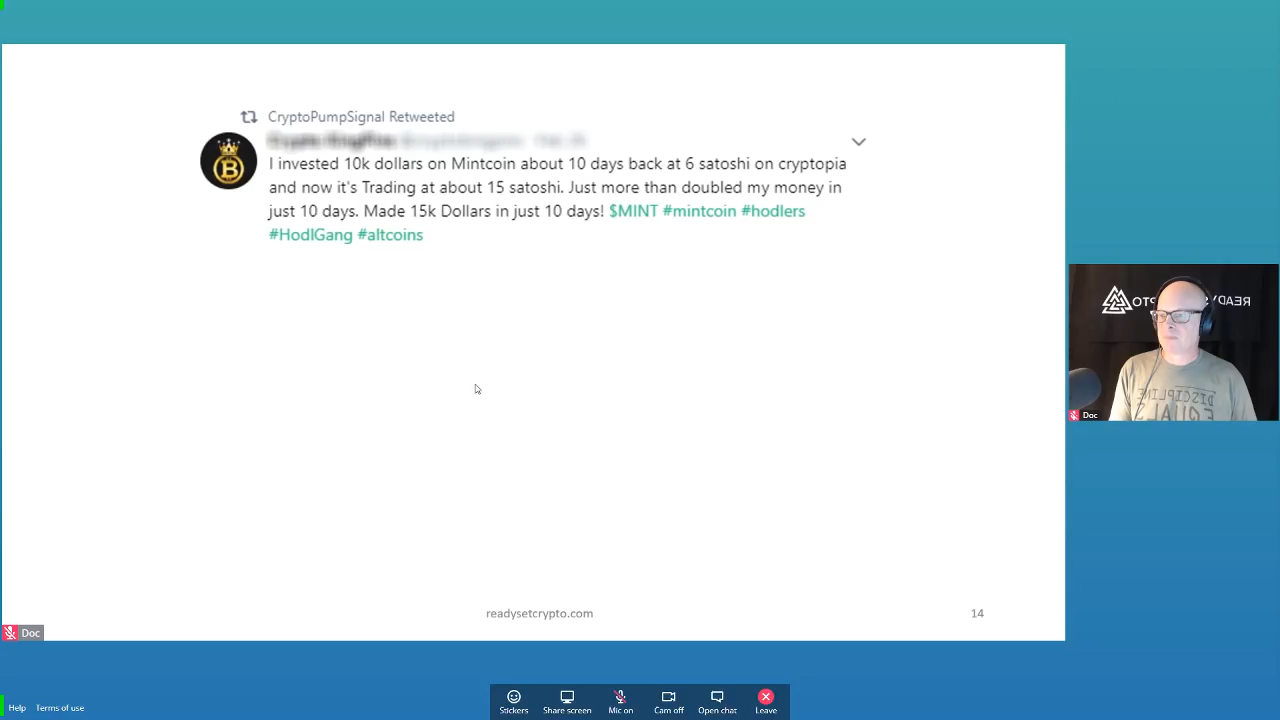 CryptoPumpSignal Retweeted
I invested 10k dollars on Mintcoin about 10 days back at 6 satoshi on cryptopia
and now it's Trading at about 15 satoshi. Just more than doubled my money in
just 10 days. Made 15k Dollars in just 10 days! $MINT #mintcoin #hodlers
#HodlGang #altcoins
readysetcrypto.com
14
Doc
READY
DISCIPLINE
EQUALS
Doc
Stickers
Share screen
Mic on
Cam off
Open chat
Leave
Help
Terms of use